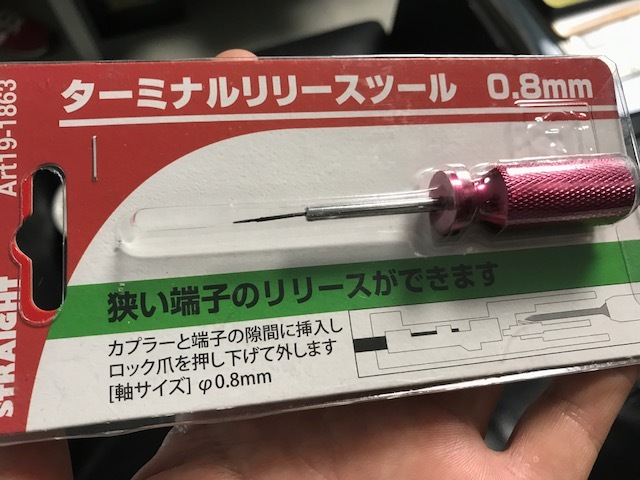 ターミナルリリースツール 0.8mm
Art19-1863
STRAIGHT
狭い端子のリリースができます
カプラーと端子の隙間に挿入し
ロック爪を押し下げて外します
[軸サイズ] φ0.8mm